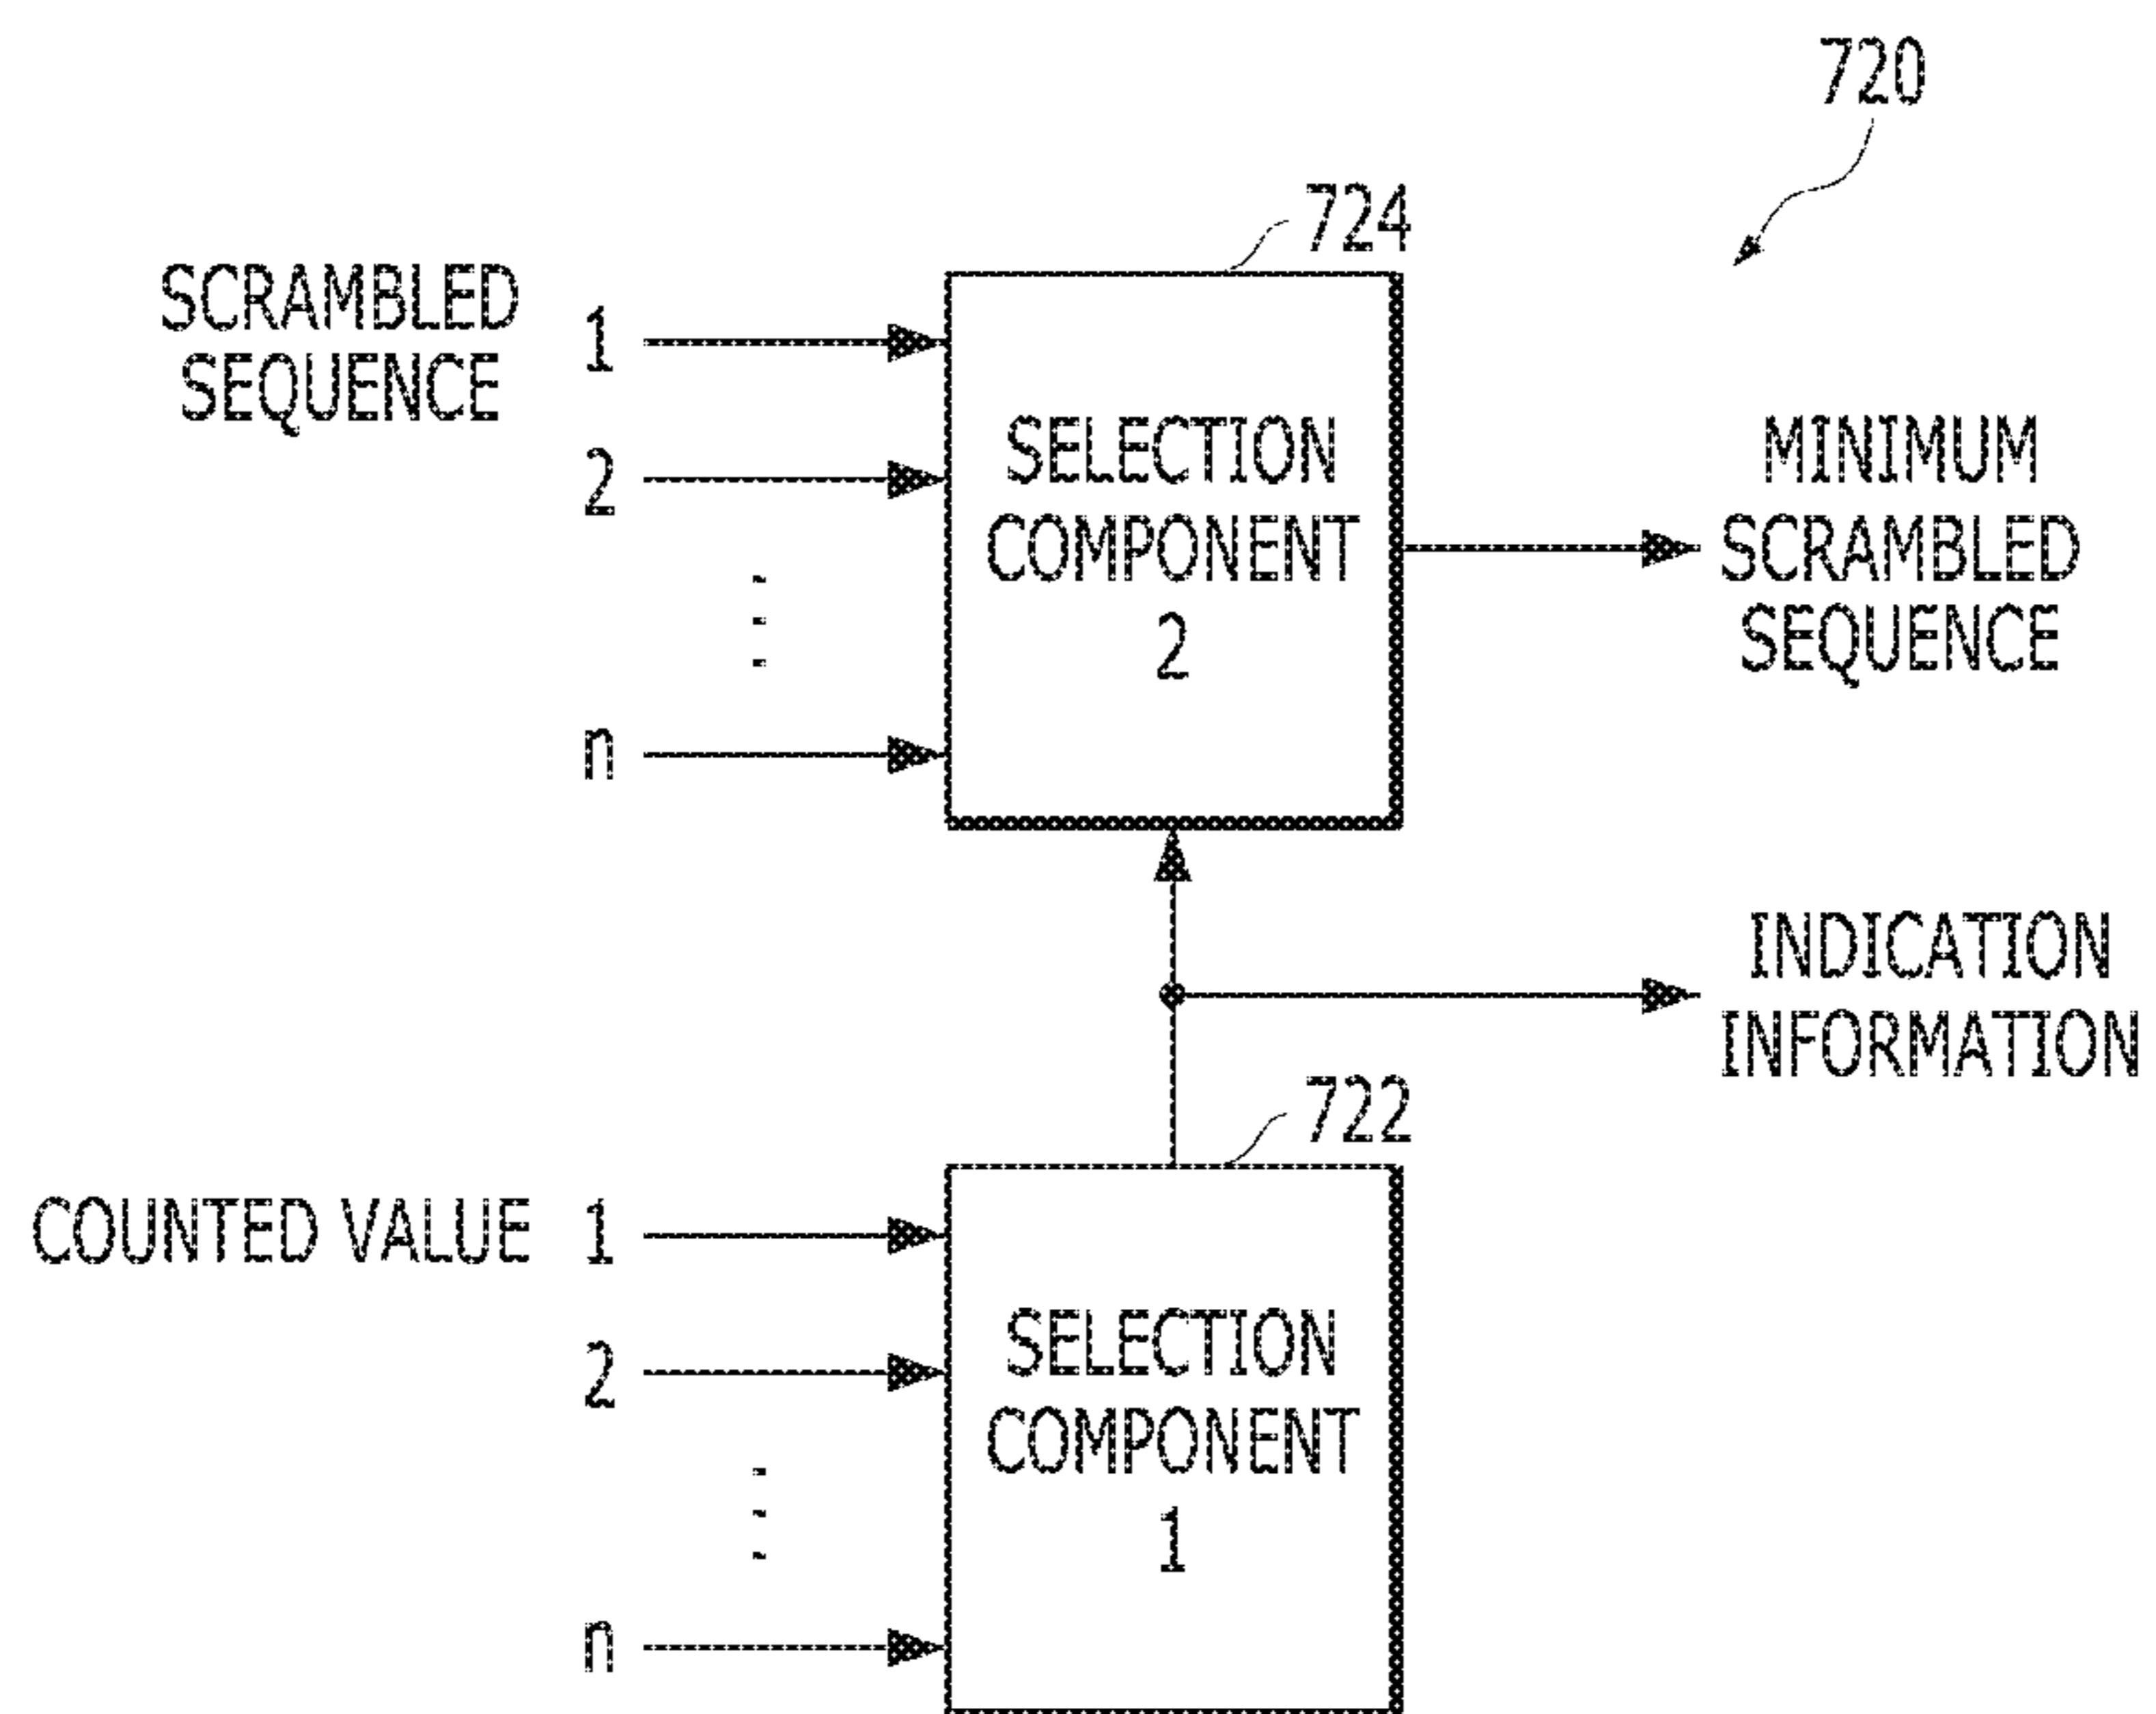 720
724
SCRAMBLED
SEQUENCE
1
2
n
SELECTION
COMPONENT
2
MINIMUM
SCRAMBLED
SEQUENCE
INDICATION
INFORMATION
722
COUNTED VALUE 1
2
n
SELECTION
COMPONENT
1